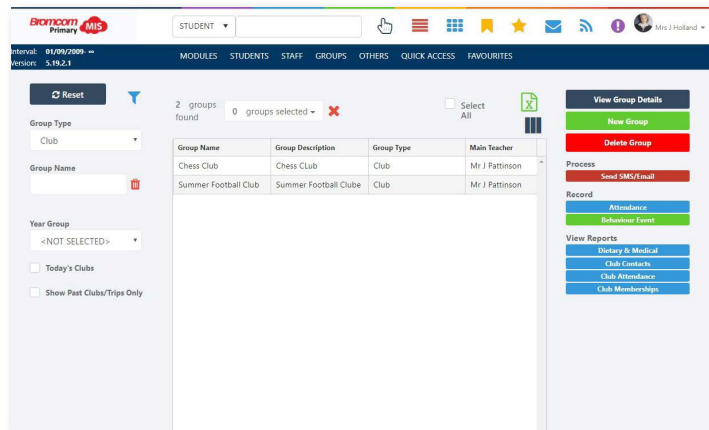 Bromcom
Primary MIS
STUDENT
Mrs J Holland
Interval: 01/09/2009- ∞
Version: 5.19.2.1
MODULES STUDENTS STAFF GROUPS OTHERS QUICK ACCESS FAVOURITES
Reset
Group Type
Club
Group Name
Year Group
<NOT SELECTED>
Today's Clubs
Show Past Clubs/Trips Only
2 groups
found
0 groups selected
Select
All
Group Name Group Description Group Type Main Teacher
Chess Club Chess CLub Club Mr J Pattinson
Summer Football Club Summer Football Clube Club Mr J Pattinson
View Group Details
New Group
Delete Group
Process
Send SMS/Email
Record
Attendance
Behaviour Event
View Reports
Dietary & Medical
Club Contacts
Club Attendance
Club Memberships